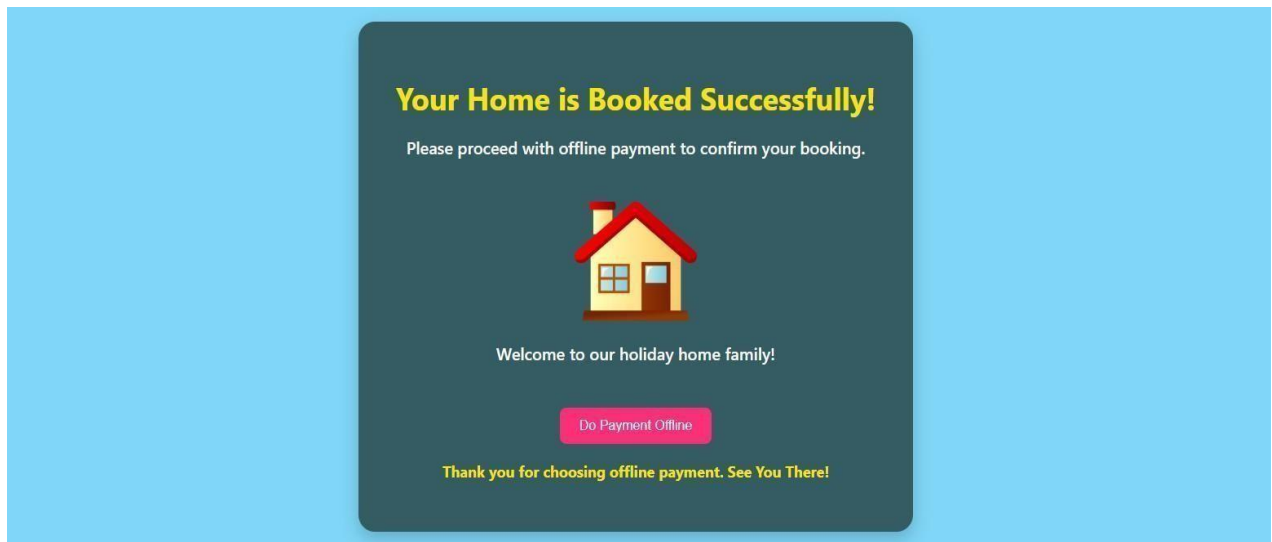 Your Home is Booked Successfully!
Please proceed with offline payment to confirm your booking.
Welcome to our holiday home family!
Do Payment Offline
Thank you for choosing offline payment. See You There!